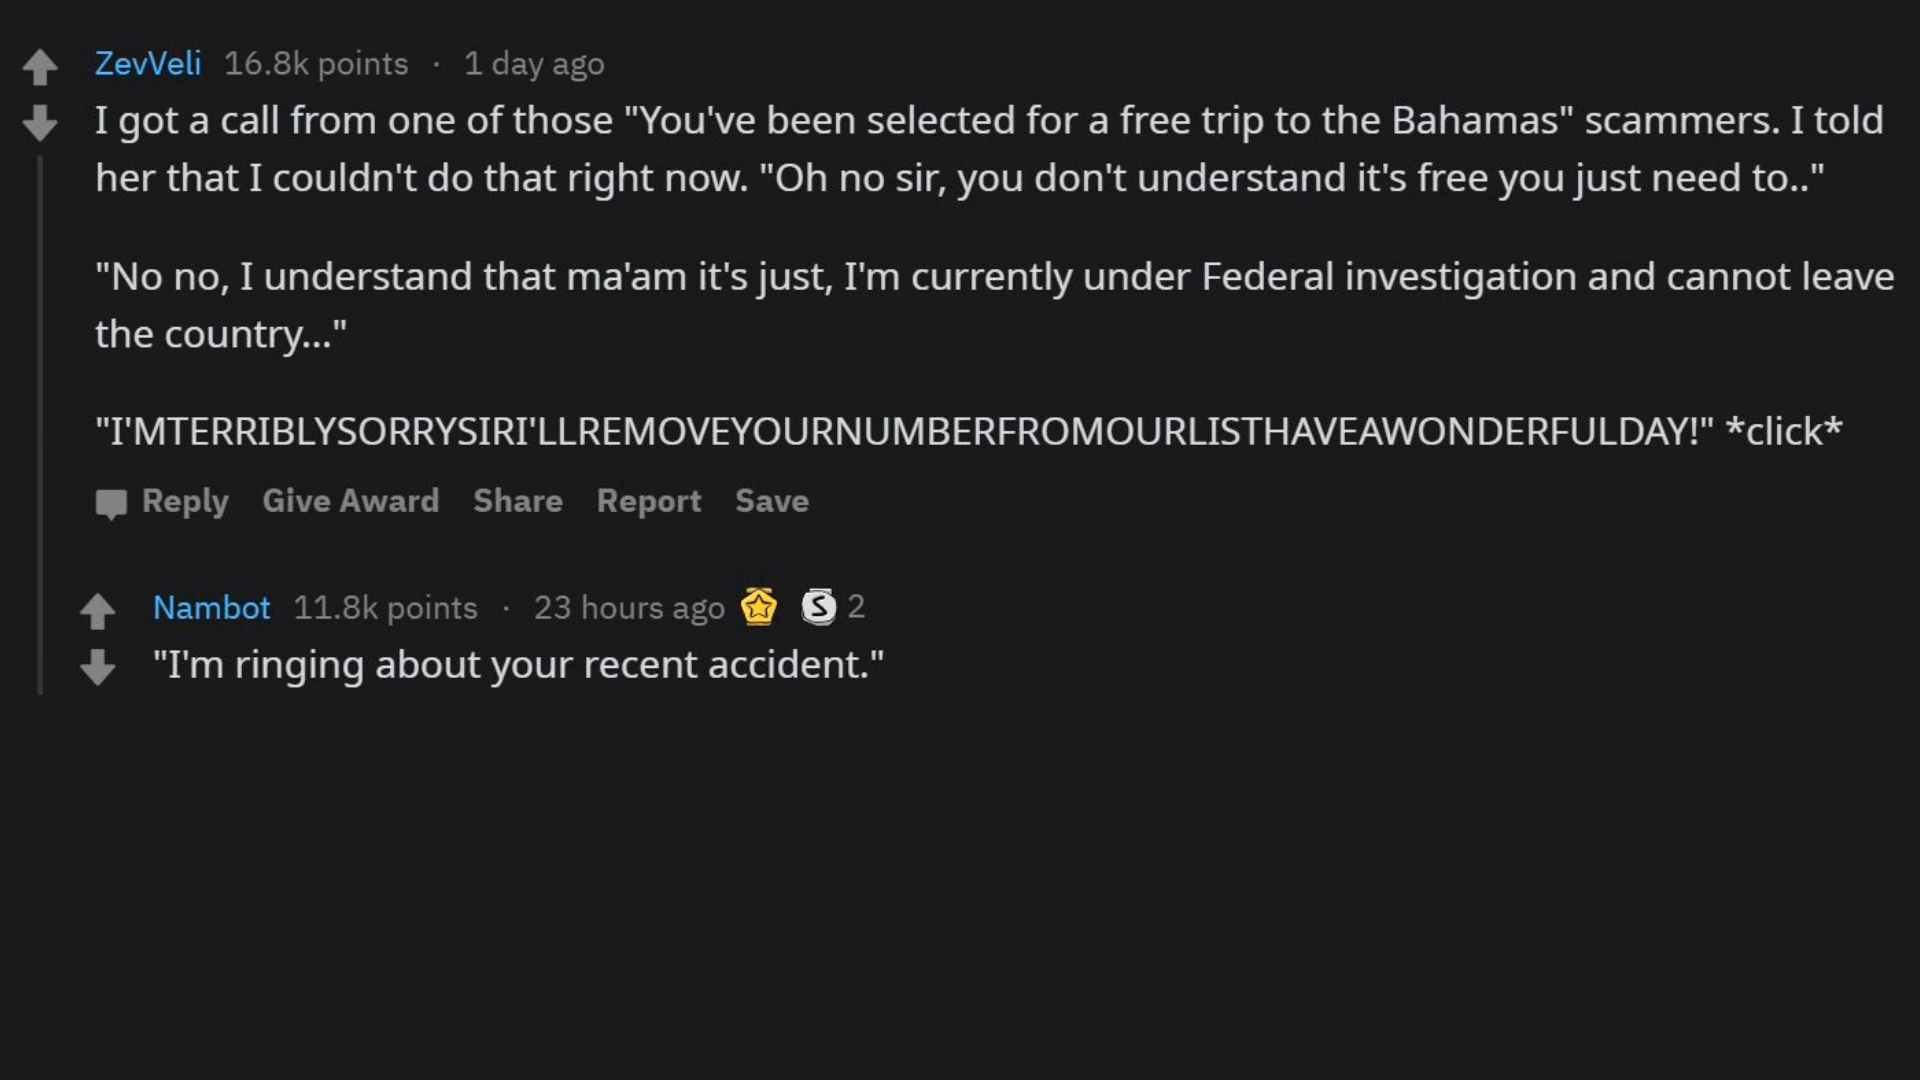 ZevVeli 16.8k points · 1 day ago
I got a call from one of those "You've been selected for a free trip to the Bahamas" scammers. I told
her that I couldn't do that right now. "Oh no sir, you don't understand it's free you just need to.."
"No no, I understand that ma'am it's just, I'm currently under Federal investigation and cannot leave
the country..."
"I'MTERRIBLYSORRYSIRI'LLREMOVEYOURNUMBERFROMOURLISTHAVEAWONDERFULDAY!" *click*
Reply Give Award Share Report Save
Nambot 11.8k points · 23 hours ago S 2
"I'm ringing about your recent accident."